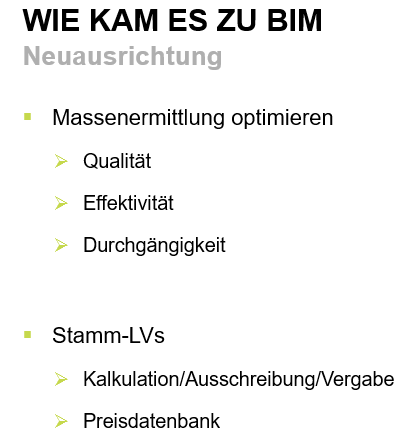 WIE KAM ES ZU BIM
Neuausrichtung
Massenermittlung optimieren
Qualität
Effektivität
Durchgängigkeit
Stamm-LVs
Kalkulation/Ausschreibung/Vergabe
Preisdatenbank